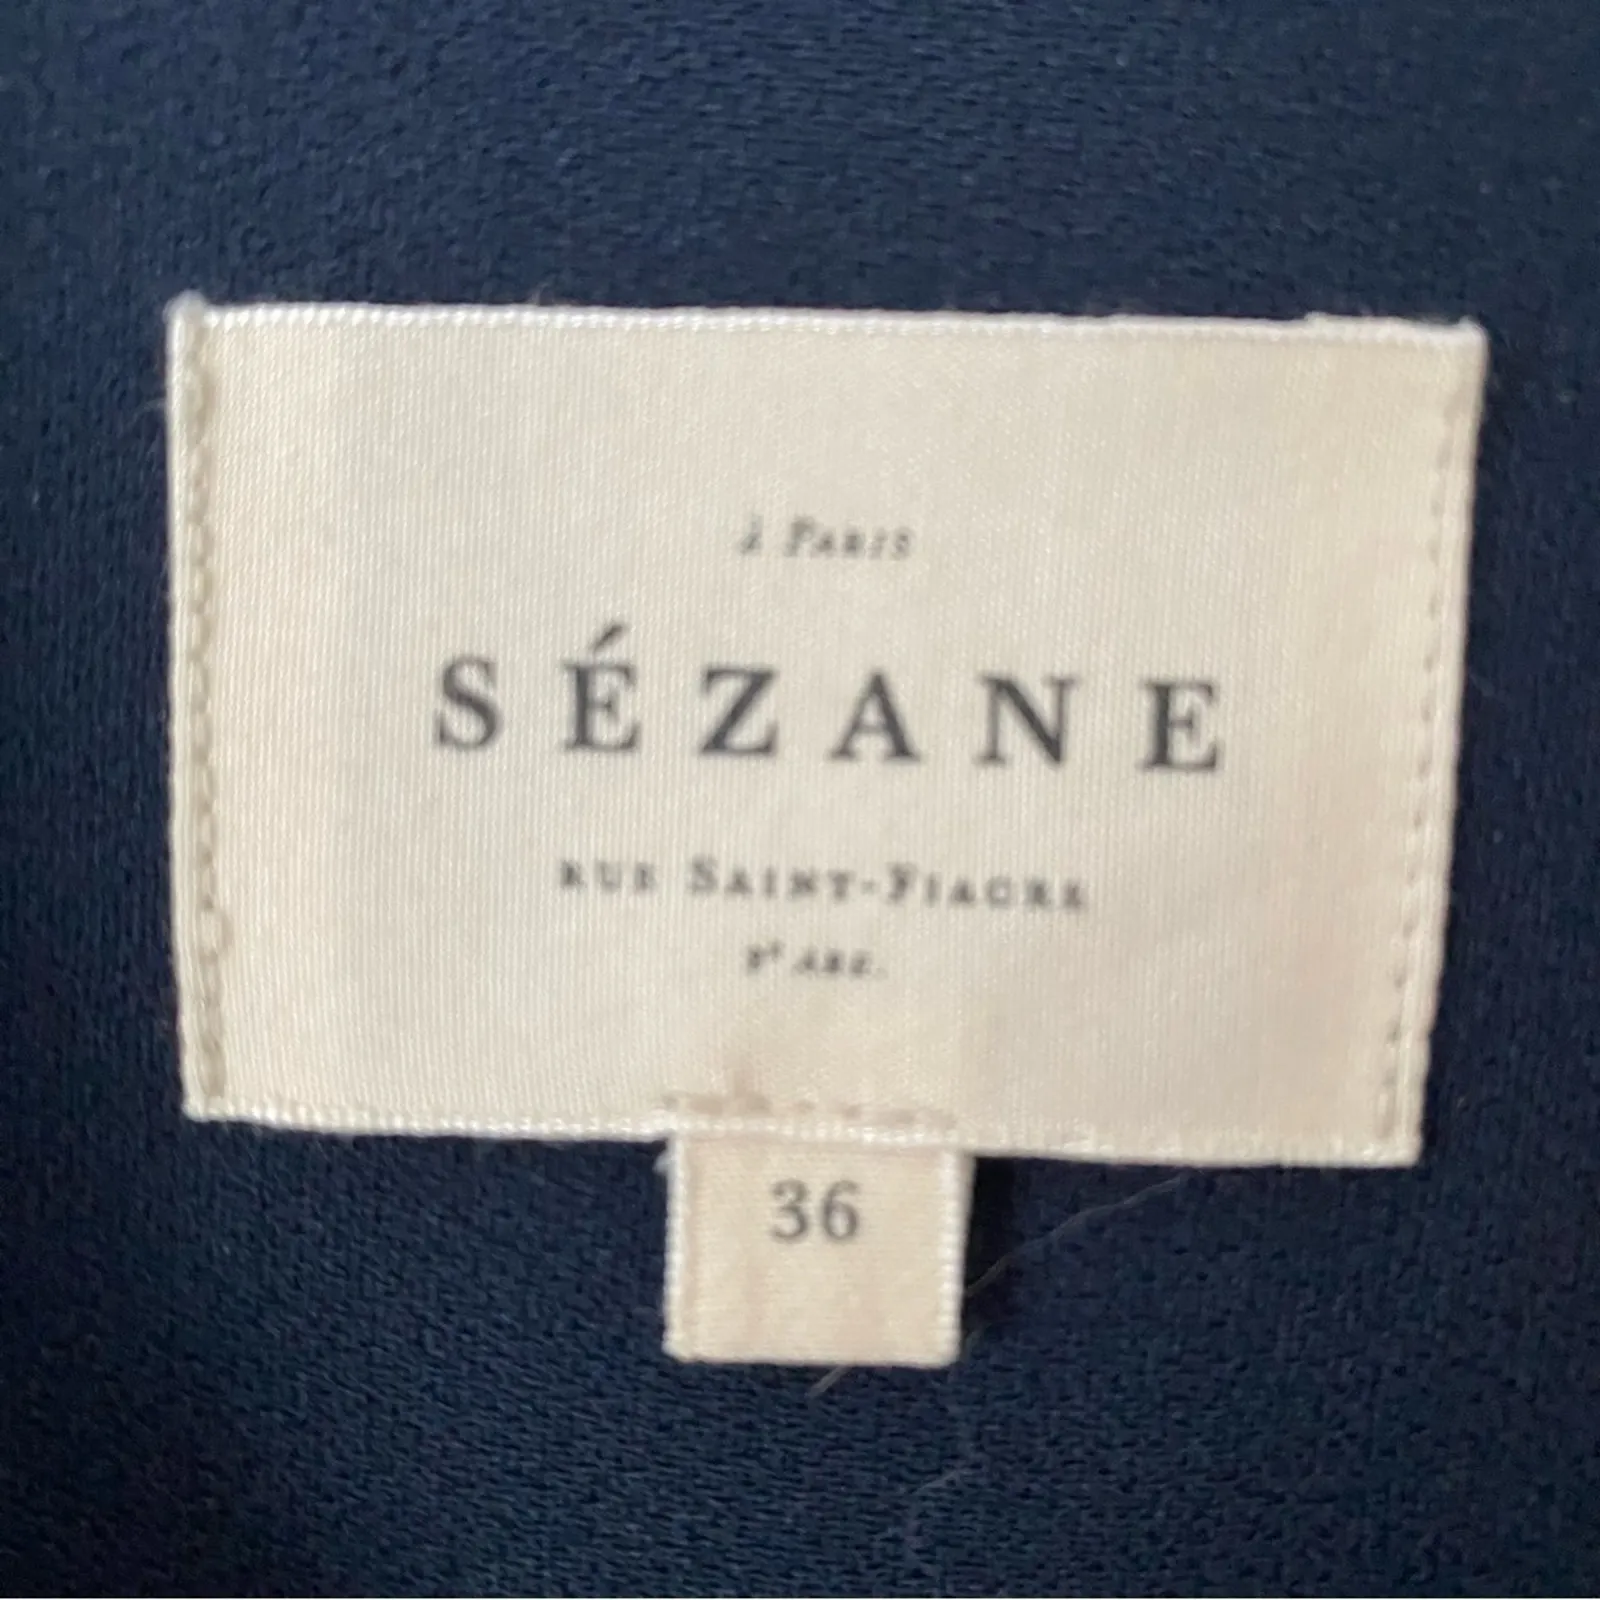 à PARIS
SÉZANE
RUE SAINT-FIACRE
2ᵉ ARR.
36